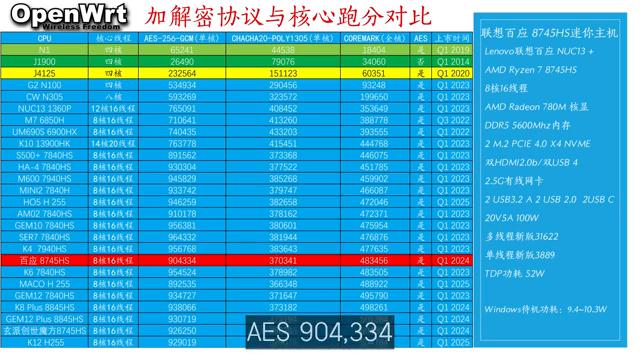 OpenWrt
Wireless Freedom
加解密协议与核心跑分对比
CPU 核心线程 AES-256-GCM(单核) CHACHA20-POLY1305(单核) COREMARK(全核) AES 上市时间
N1 四核 65241 44538 18404 是 Q1 2019
J1900 四核 26490 79076 34060 否 Q1 2014
J4125 四核 232564 151123 60351 是 Q1 2020
G2 N100 四核 534934 290456 93248 是 Q1 2023
CW N305 八核 593269 323572 199650 是 Q1 2023
NUC13 1360P 12核16线程 765091 408452 353649 是 Q1 2023
M7 6850H 8核16线程 710641 413260 388778 是 Q3 2022
UM690S 6900HX 8核16线程 740435 433203 393555 是 Q1 2022
K10 13900HK 14核20线程 763778 415451 444768 是 Q1 2023
S500+ 7840HS 8核16线程 891562 373368 446075 是 Q1 2023
HA-4 7840HS 8核16线程 930304 377522 451785 是 Q1 2023
M600 7940HS 8核16线程 945829 385268 459902 是 Q1 2023
MINI2 7840H 8核16线程 933742 379747 466087 是 Q1 2023
HO5 H 255 8核16线程 946259 382658 472046 是 Q1 2025
AM02 7840HS 8核16线程 910178 378162 472371 是 Q1 2023
GEM10 7840HS 8核16线程 956381 380601 475954 是 Q1 2023
SER7 7840HS 8核16线程 964332 381944 476876 是 Q1 2023
K4 7940HS 8核16线程 956768 383643 477635 是 Q1 2023
百应 8745HS 8核16线程 904334 370341 483456 是 Q1 2024
K6 7840HS 8核16线程 954524 378982 483505 是 Q1 2023
MACO H 255 8核16线程 892535 366348 488922 是 Q1 2025
GEM12 7840HS 8核16线程 934727 371647 495790 是 Q1 2023
K8 Plus 8845HS 8核16线程 938066 373182 498261 是 Q1 2024
GEM12 Plus 8845HS 8核16线程 930719 是 Q1 2024
玄派创世魔方8745HS 8核16线程 926250 是 Q1 2024
K12 H255 8核16线程 929019 是 Q1 2025
联想百应 8745HS迷你主机
Lenovo联想百应 NUC13 +
AMD Ryzen 7 8745HS
8核16线程
AMD Radeon 780M 核显
DDR5 5600Mhz内存
2 M.2 PCIE 4.0 X4 NVME
双HDMI2.0b/双USB 4
2.5G有线网卡
2 USB3.2 A 2 USB 2.0 2USB C
20V5A 100W
多线程新版31622
单线程新版3889
TDP功耗 52W
Windows待机功耗：9.4~10.3W
AES 904,334